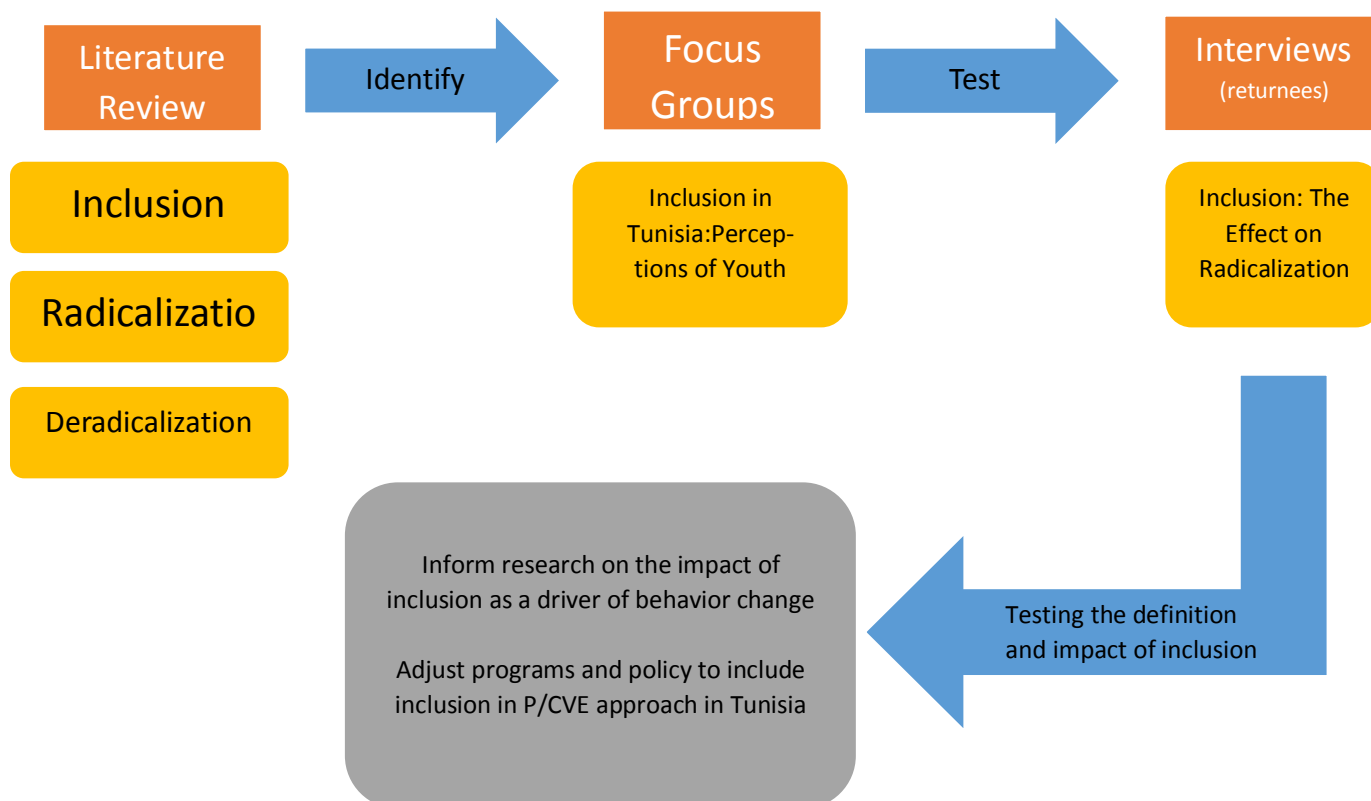 Literature
Review
Identify
Focus
Groups
Test
Interviews
(returnees)
Inclusion
Radicalizatio
Deradicalization
Inclusion in
Tunisia:Percep-
tions of Youth
Inclusion: The
Effect on
Radicalization
Testing the definition
and impact of inclusion
Inform research on the impact of
inclusion as a driver of behavior change
Adjust programs and policy to include
inclusion in P/CVE approach in Tunisia